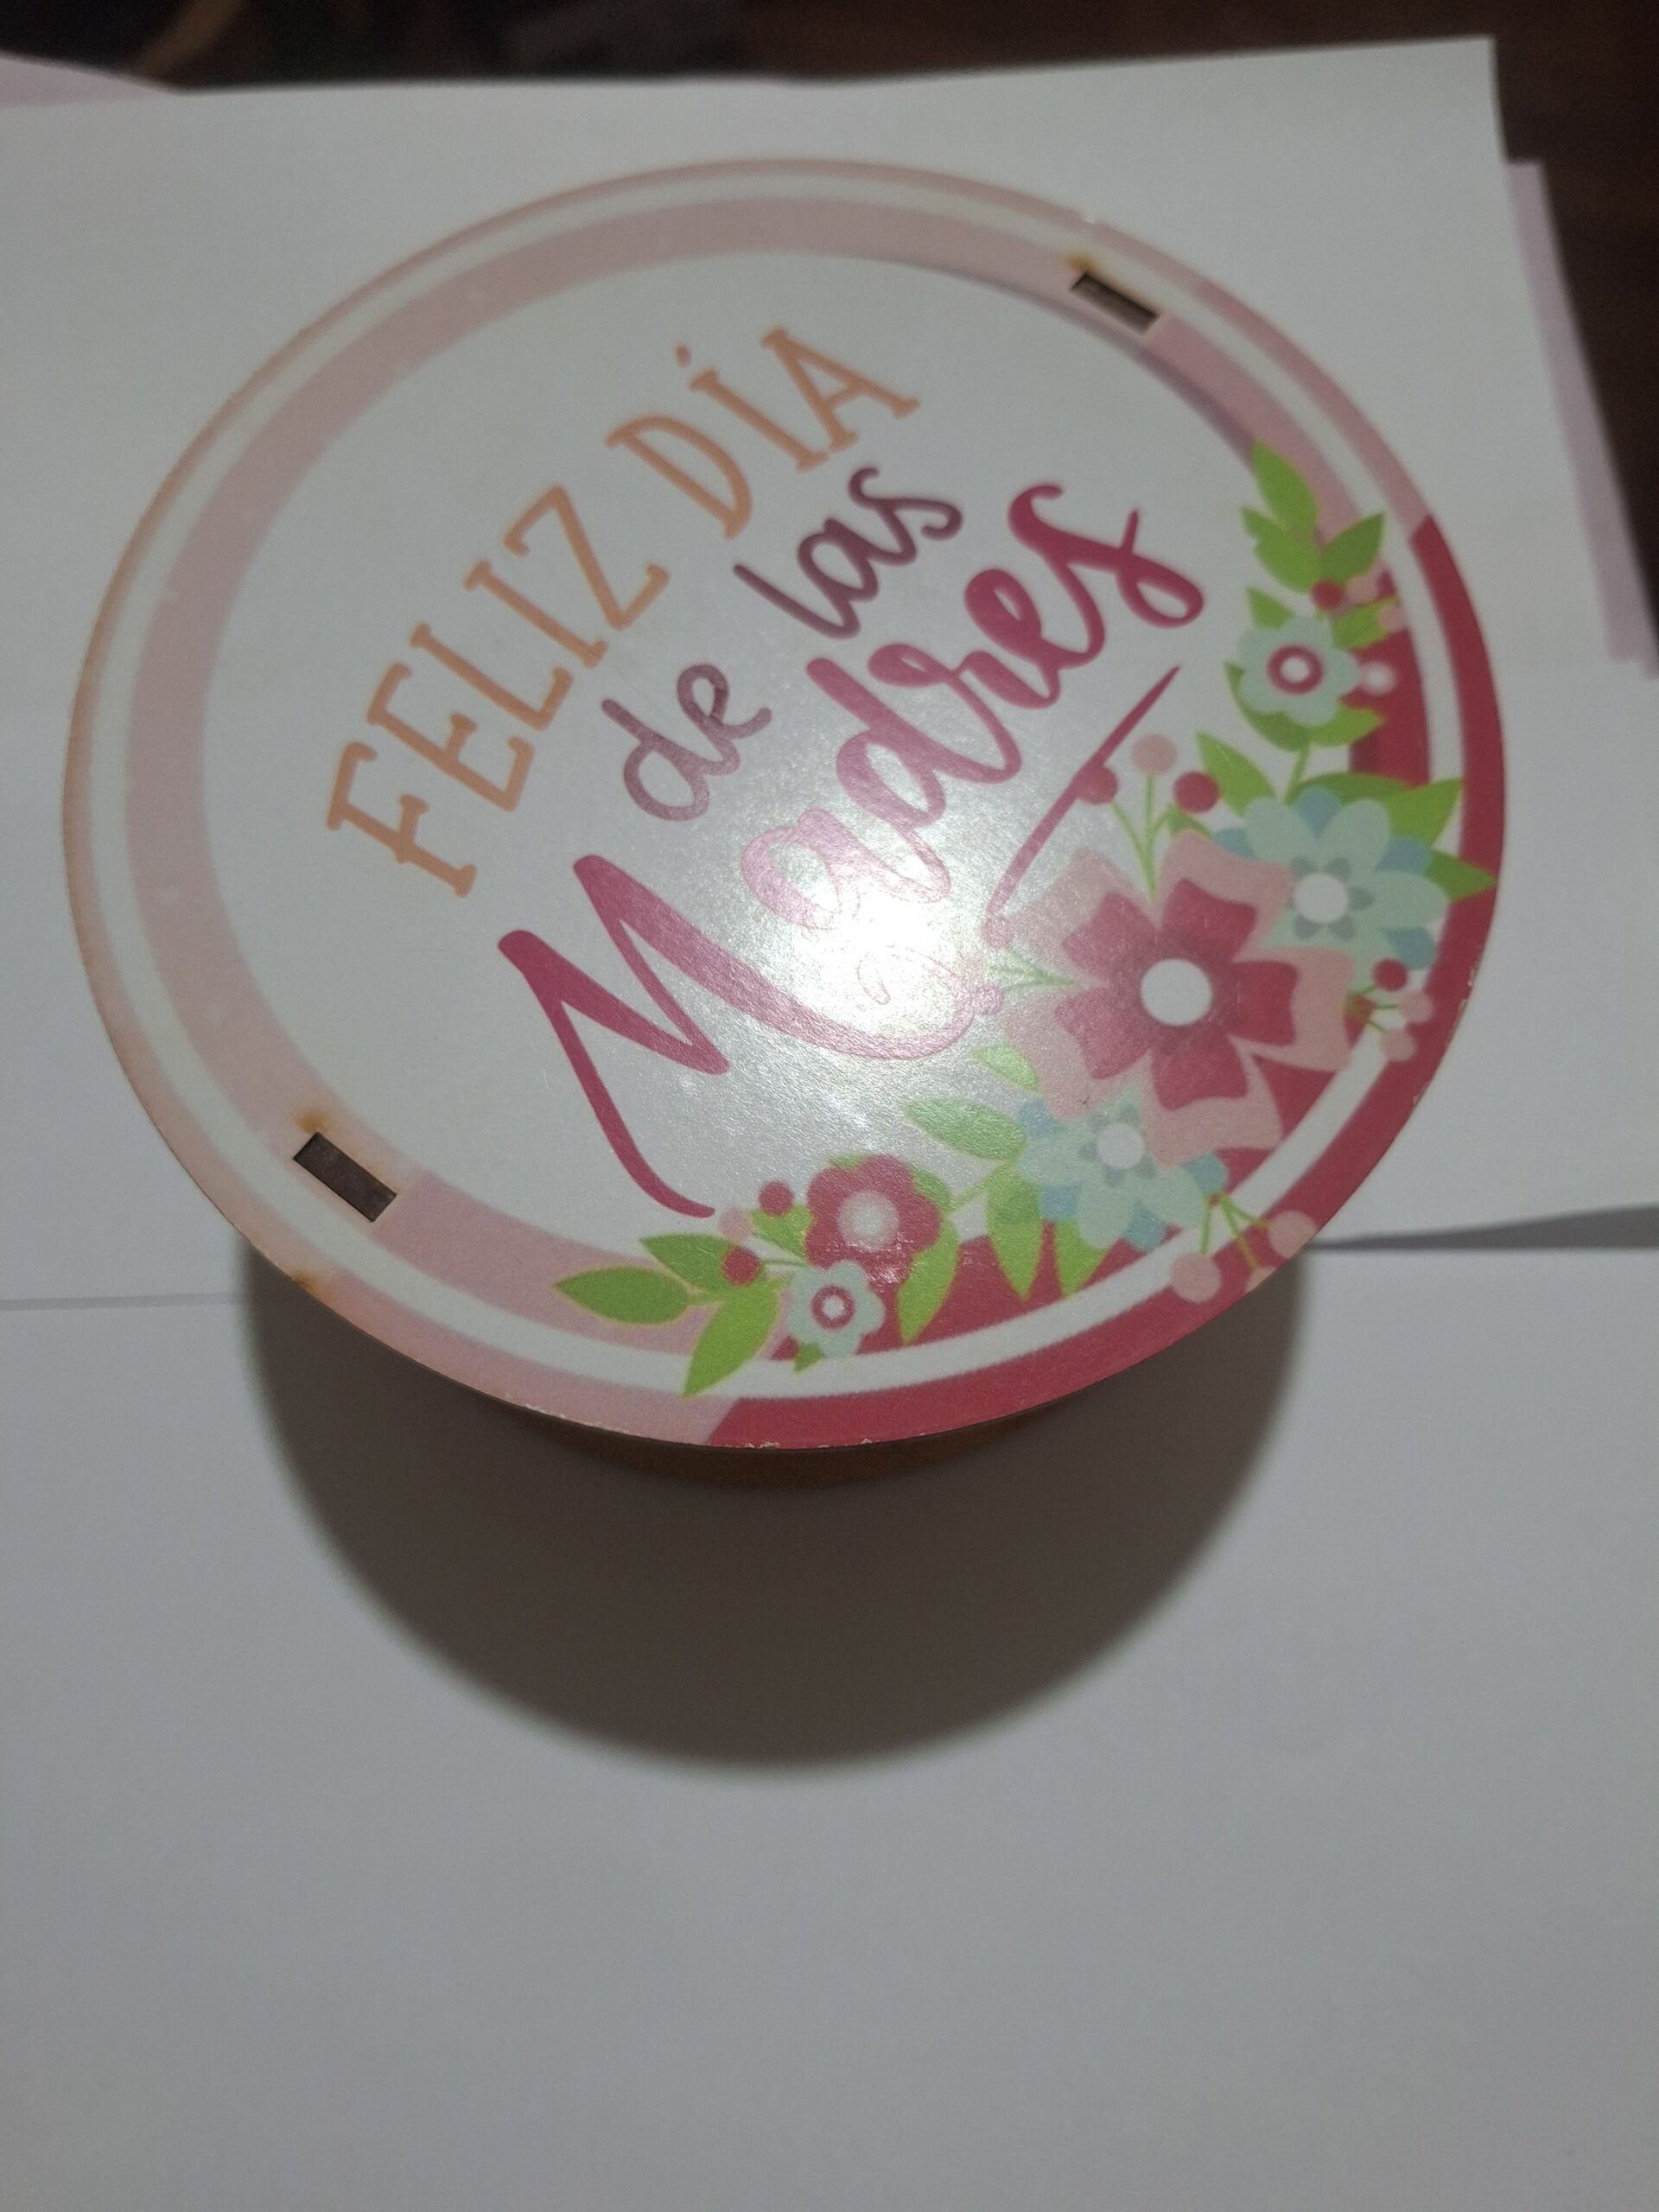 FELIZ DÍA
de las
Madres